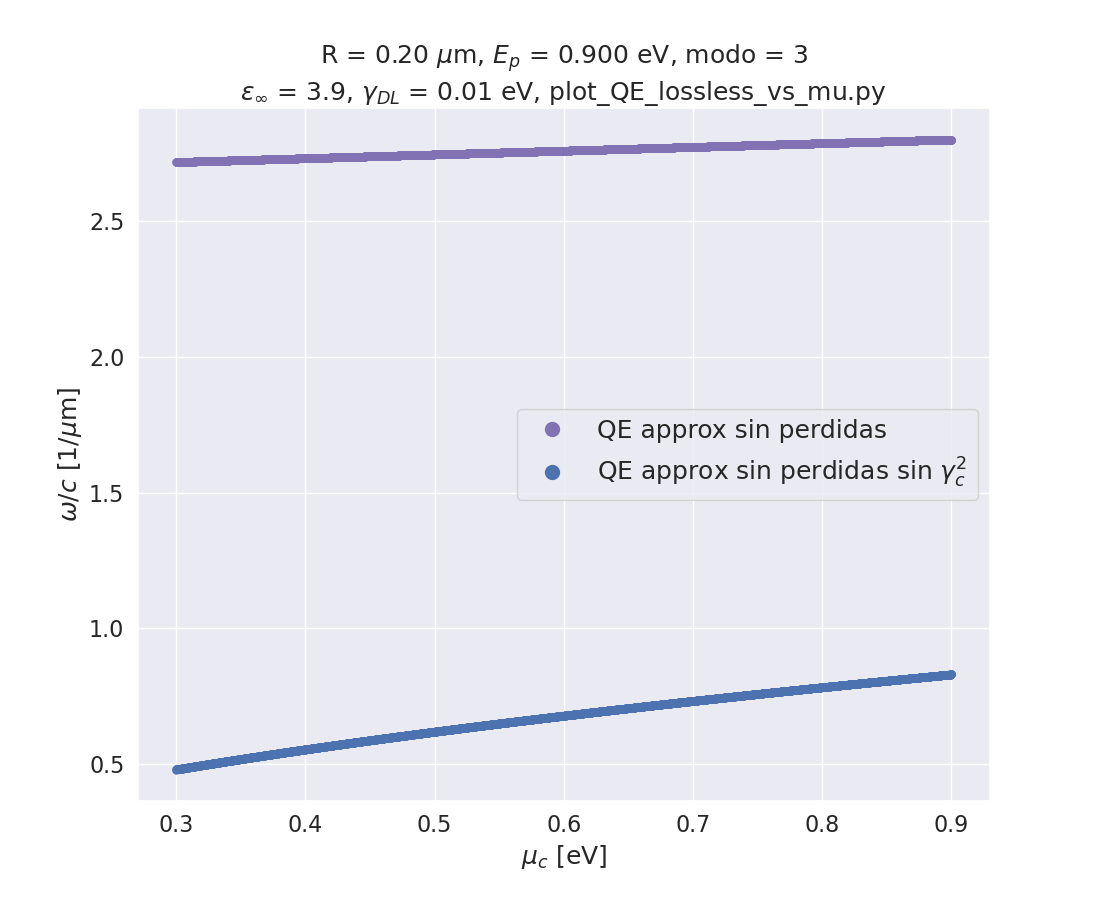 R = 0.20 μm, E_p = 0.900 eV, modo = 3
ε_∞ = 3.9, γ_DL = 0.01 eV, plot_QE_lossless_vs_mu.py
2.5
2.0
1.5
1.0
0.5
ω/c [1/μm]
QE approx sin perdidas
QE approx sin perdidas sin γ_c^2
0.3 0.4 0.5 0.6 0.7 0.8 0.9
μ_c [eV]